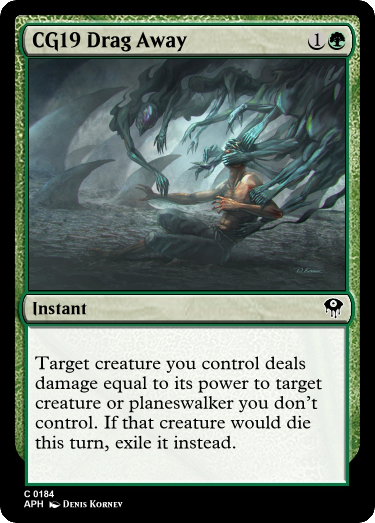 CG19 Drag Away 1
Instant
Target creature you control deals
damage equal to its power to target
creature or planeswalker you don't
control. If that creature would die
this turn, exile it instead.
C 0184
APH Denis Kornev